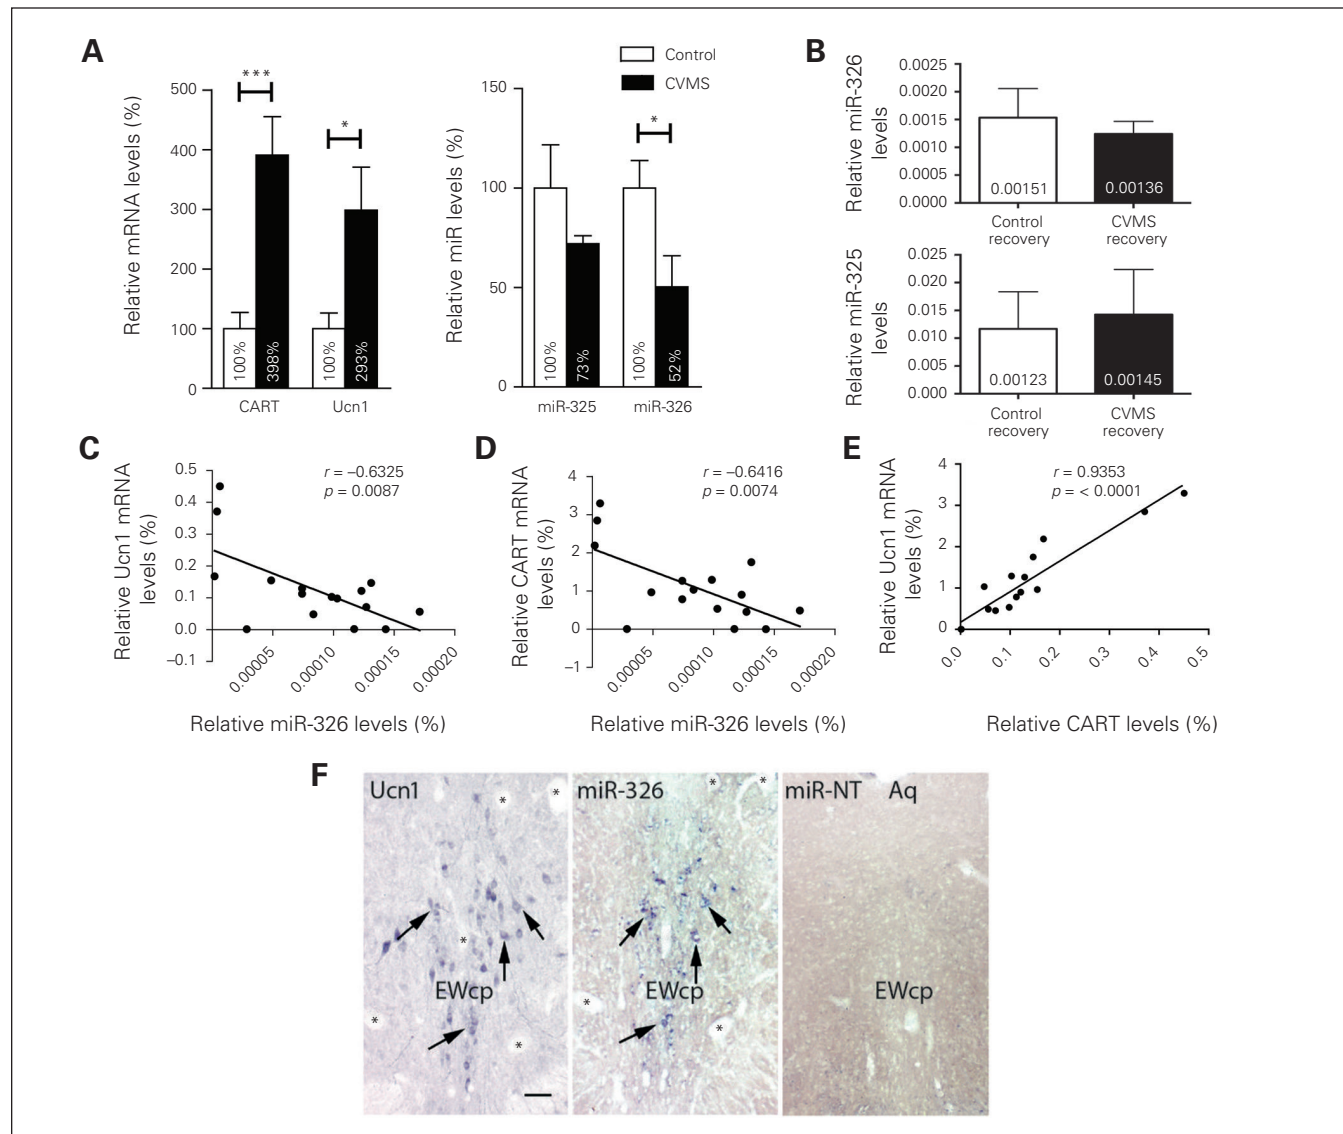 A
Control
CVMS
***
*
*
Relative mRNA levels (%)
500
400
300
200
100
0
100%
398%
100%
293%
CART
Ucn1
Relative miR levels (%)
150
100
50
0
100%
73%
100%
52%
miR-325
miR-326
B
Relative miR-326
levels
0.0025
0.0020
0.0015
0.0010
0.0005
0.0000
0.00151
0.00136
Control
recovery
CVMS
recovery
Relative miR-325
levels
0.025
0.020
0.015
0.010
0.005
0.000
0.00123
0.00145
Control
recovery
CVMS
recovery
C
r = –0.6325
p = 0.0087
Relative Ucn1 mRNA
levels (%)
0.5
0.4
0.3
0.2
0.1
0.0
–0.1
0.00005
0.00010
0.00015
0.00020
Relative miR-326 levels (%)
D
r = –0.6416
p = 0.0074
Relative CART mRNA
levels (%)
4
3
2
1
0
–1
0.00005
0.00010
0.00015
0.00020
Relative miR-326 levels (%)
E
r = 0.9353
p = < 0.0001
Relative Ucn1 mRNA
levels (%)
4
3
2
1
0
0.0
0.1
0.2
0.3
0.4
0.5
Relative CART levels (%)
F
Ucn1
*
*
*
EWcp
*
*
miR-326
*
*
EWcp
*
*
miR-NT Aq
EWcp